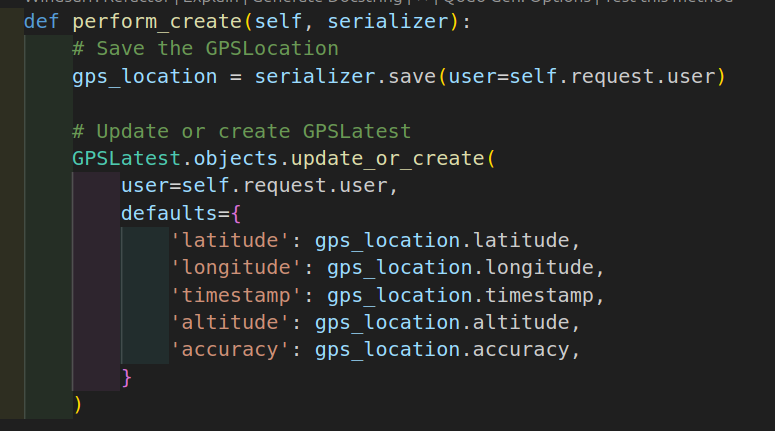 Windsurf: Refactor | Explain | Generate Docstring | | Qodo Gen: Options | Test this method
def perform_create(self, serializer):
    # Save the GPSLocation
    gps_location = serializer.save(user=self.request.user)

    # Update or create GPSLatest
    GPSLatest.objects.update_or_create(
        user=self.request.user,
        defaults={
            'latitude': gps_location.latitude,
            'longitude': gps_location.longitude,
            'timestamp': gps_location.timestamp,
            'altitude': gps_location.altitude,
            'accuracy': gps_location.accuracy,
        }
    )